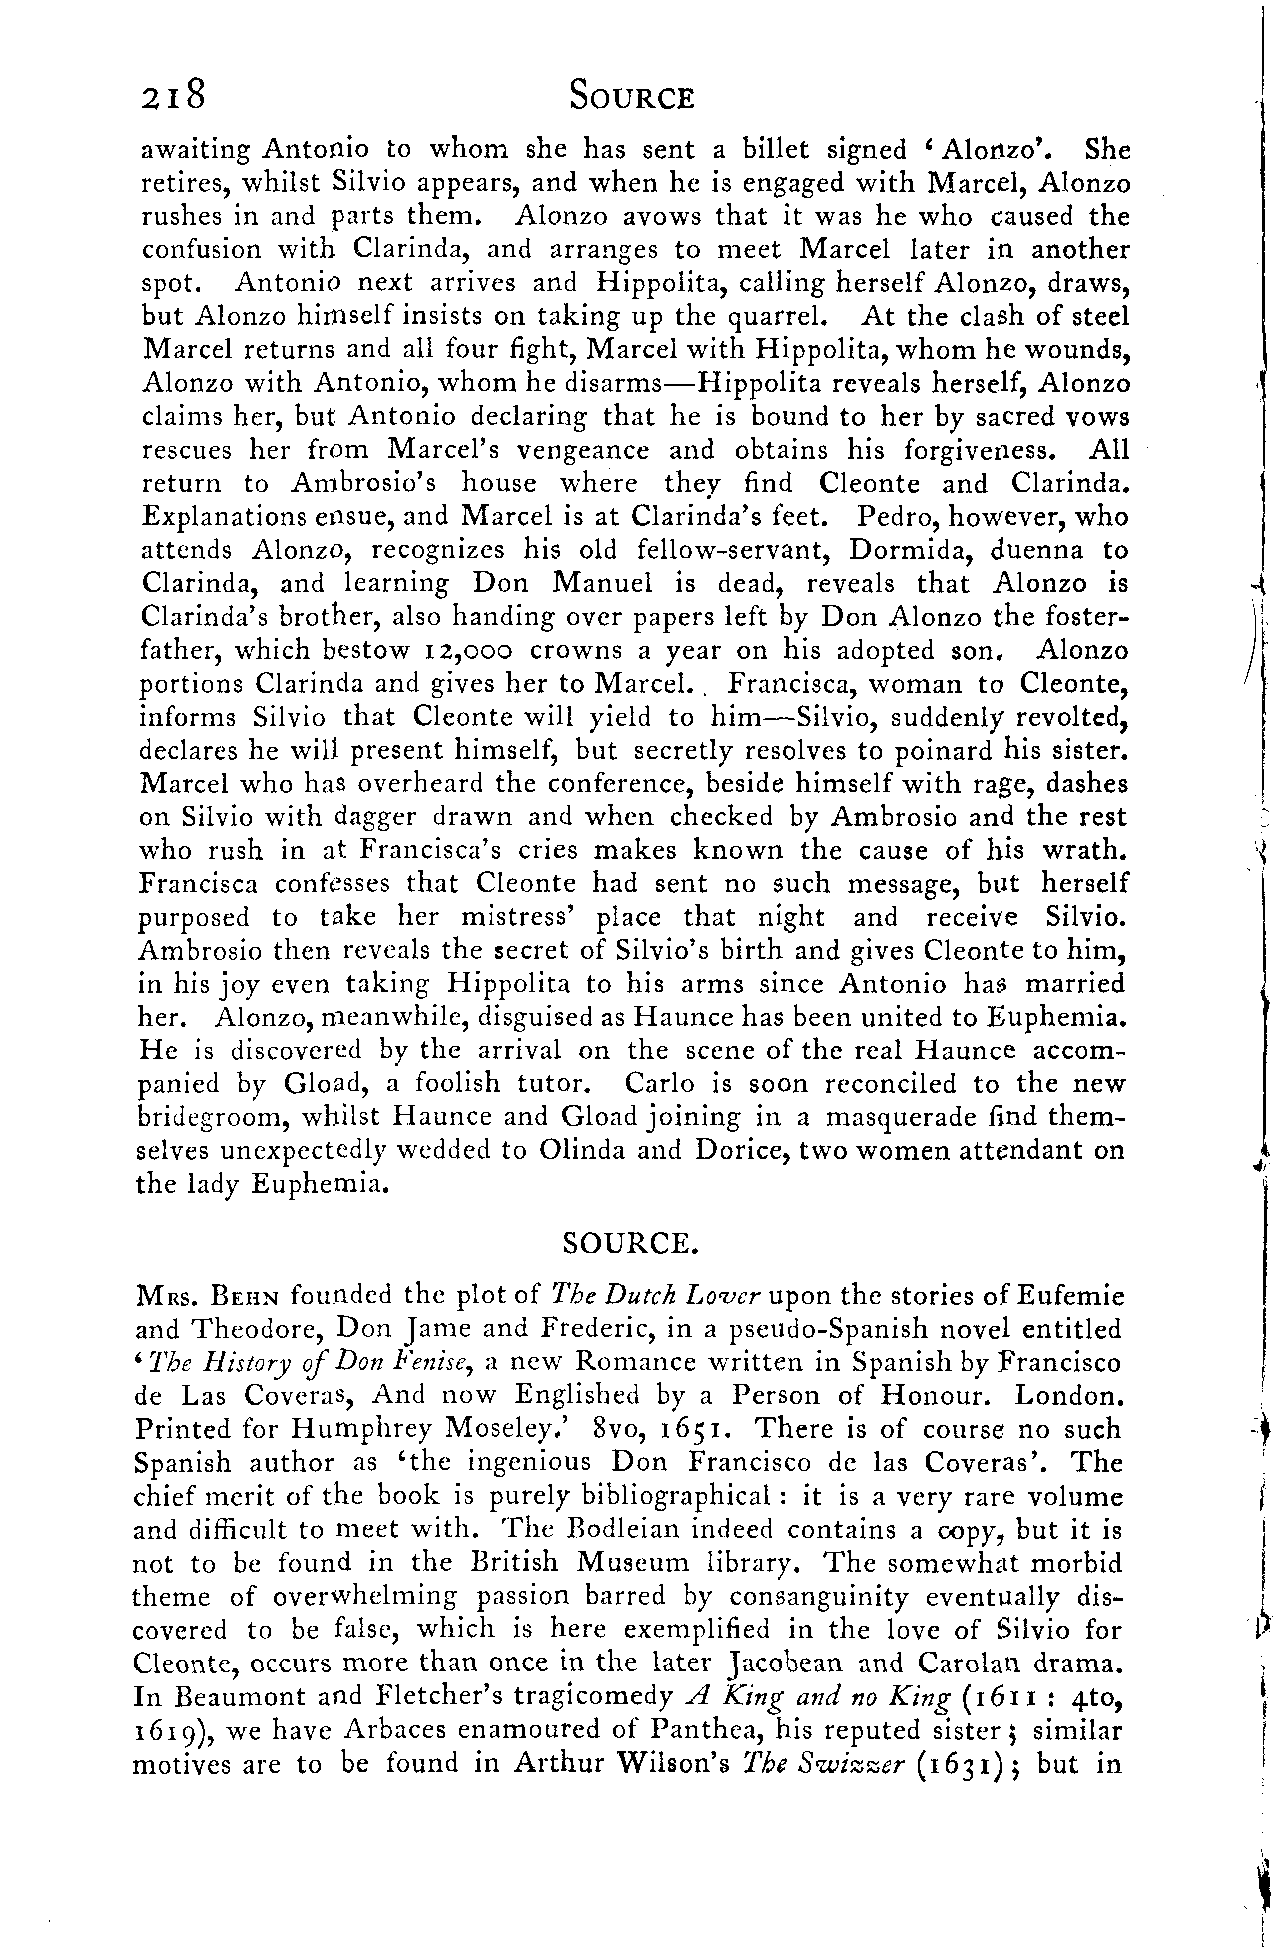 218 SOURCE
awaiting Antonio to whom she has sent a billet signed ‘ Alonzo’. She
retires, whilst Silvio appears, and when he is engaged with Marcel, Alonzo
rushes in and parts them. Alonzo avows that it was he who caused the
confusion with Clarinda, and arranges to meet Marcel later in another
spot. Antonio next arrives and Hippolita, calling herself Alonzo, draws,
but Alonzo himself insists on taking up the quarrel. At the clash of steel
Marcel returns and all four fight, Marcel with Hippolita, whom he wounds,
Alonzo with Antonio, whom he disarms—Hippolita reveals herself, Alonzo
claims her, but Antonio declaring that he is bound to her by sacred vows
rescues her from Marcel's vengeance and obtains his forgiveness. All
return to Ambrosio's house where they find Cleonte and Clarinda.
Explanations ensue, and Marcel is at Clarinda's feet. Pedro, however, who
attends Alonzo, recognizes his old fellow-servant, Dormida, duenna to
Clarinda, and learning Don Manuel is dead, reveals that Alonzo is
Clarinda's brother, also handing over papers left by Don Alonzo the foster-
father, which bestow 12,000 crowns a year on his adopted son. Alonzo
portions Clarinda and gives her to Marcel. Francisca, woman to Cleonte,
informs Silvio that Cleonte will yield to him—Silvio, suddenly revolted,
declares he will present himself, but secretly resolves to poinard his sister.
Marcel who has overheard the conference, beside himself with rage, dashes
on Silvio with dagger drawn and when checked by Ambrosio and the rest
who rush in at Francisca's cries makes known the cause of his wrath.
Francisca confesses that Cleonte had sent no such message, but herself
purposed to take her mistress' place that night and receive Silvio.
Ambrosio then reveals the secret of Silvio's birth and gives Cleonte to him,
in his joy even taking Hippolita to his arms since Antonio has married
her. Alonzo, meanwhile, disguised as Haunce has been united to Euphemia.
He is discovered by the arrival on the scene of the real Haunce accom-
panied by Gload, a foolish tutor. Carlo is soon reconciled to the new
bridegroom, whilst Haunce and Gload joining in a masquerade find them-
selves unexpectedly wedded to Olinda and Dorice, two women attendant on
the lady Euphemia.
SOURCE.
MRS. BEHN founded the plot of The Dutch Lover upon the stories of Eufemie
and Theodore, Don Jame and Frederic, in a pseudo-Spanish novel entitled
‘ The History of Don Fenise, a new Romance written in Spanish by Francisco
de Las Coveras, And now Englished by a Person of Honour. London.
Printed for Humphrey Moseley.’ 8vo, 1651. There is of course no such
Spanish author as ‘the ingenious Don Francisco de las Coveras’. The
chief merit of the book is purely bibliographical : it is a very rare volume
and difficult to meet with. The Bodleian indeed contains a copy, but it is
not to be found in the British Museum library. The somewhat morbid
theme of overwhelming passion barred by consanguinity eventually dis-
covered to be false, which is here exemplified in the love of Silvio for
Cleonte, occurs more than once in the later Jacobean and Carolan drama.
In Beaumont and Fletcher's tragicomedy A King and no King (1611 : 4to,
1619), we have Arbaces enamoured of Panthea, his reputed sister ; similar
motives are to be found in Arthur Wilson's The Swizzer (1631) ; but in